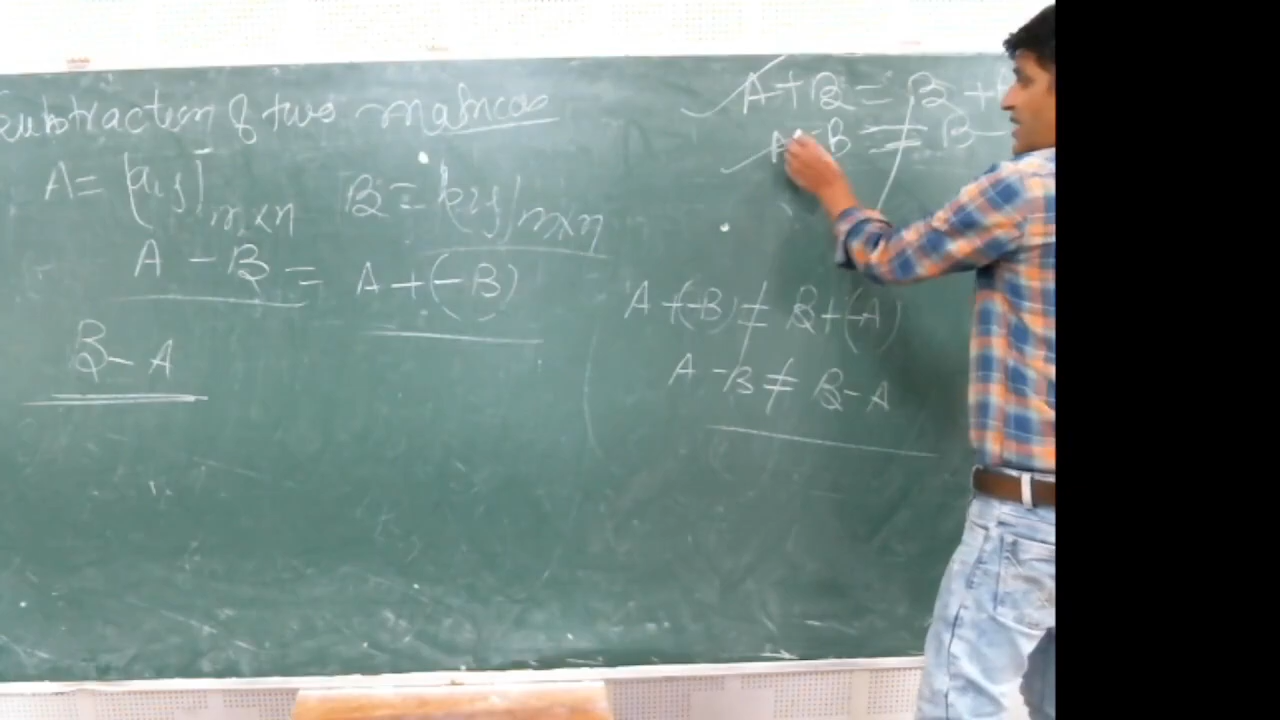 Subtraction of two matrices
A = [aij]m×n
B = [bij]m×n
A - B = A + (-B)
B - A
A + B = B +
A - B ≠ B -
A + (-B) ≠ B + (-A)
A - B ≠ B - A